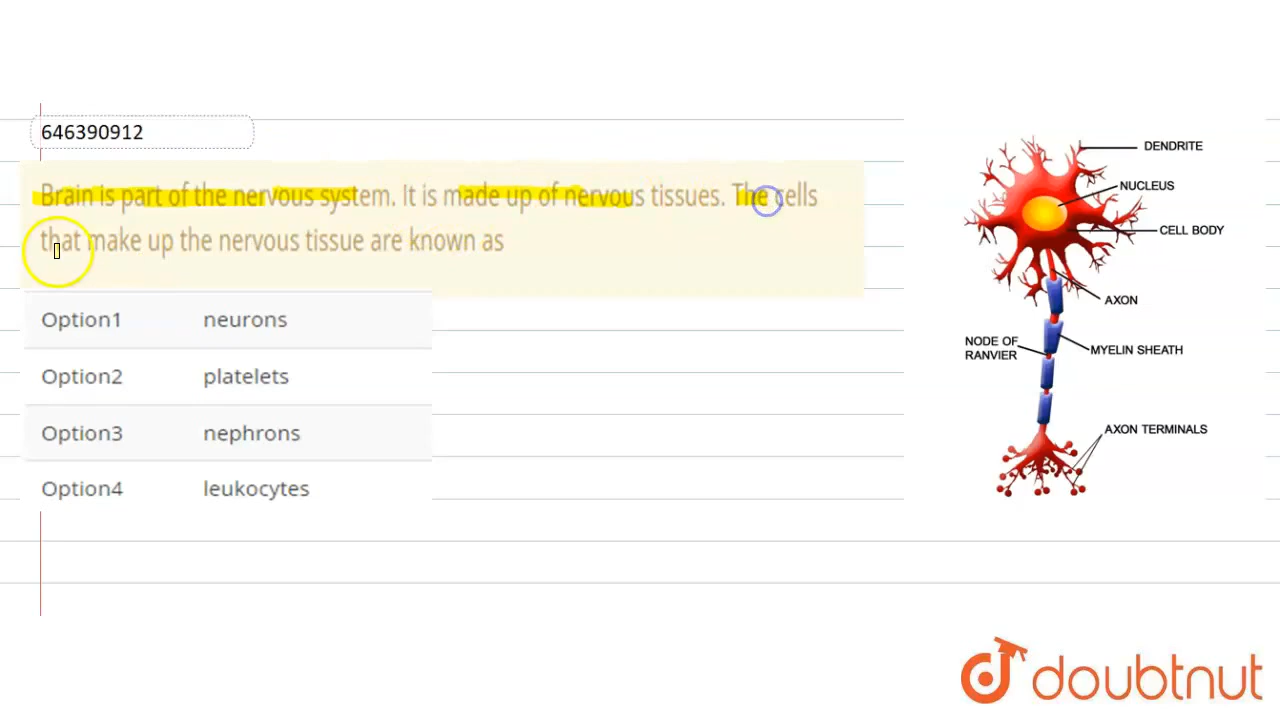 646390912
Brain is part of the nervous system. It is made up of nervous tissues. The cells
that make up the nervous tissue are known as
Option1 neurons
Option2 platelets
Option3 nephrons
Option4 leukocytes
DENDRITE
NUCLEUS
CELL BODY
AXON
NODE OF
RANVIER
MYELIN SHEATH
AXON TERMINALS
doubtnut